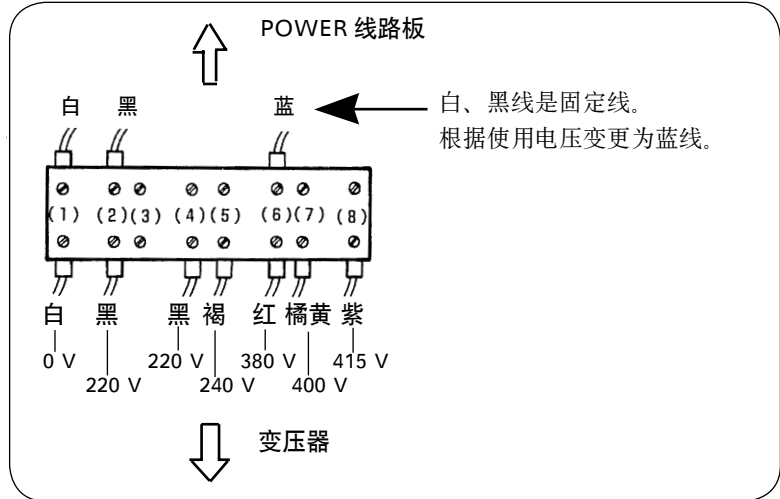 POWER 线路板
白 黑 蓝
白、黑线是固定线。
根据使用电压变更为蓝线。
(1) (2) (3) (4) (5) (6) (7) (8)
白 黑 黑 褐 红 橘黄 紫
0 V 220 V 380 V 415 V
220 V 240 V 400 V
变压器